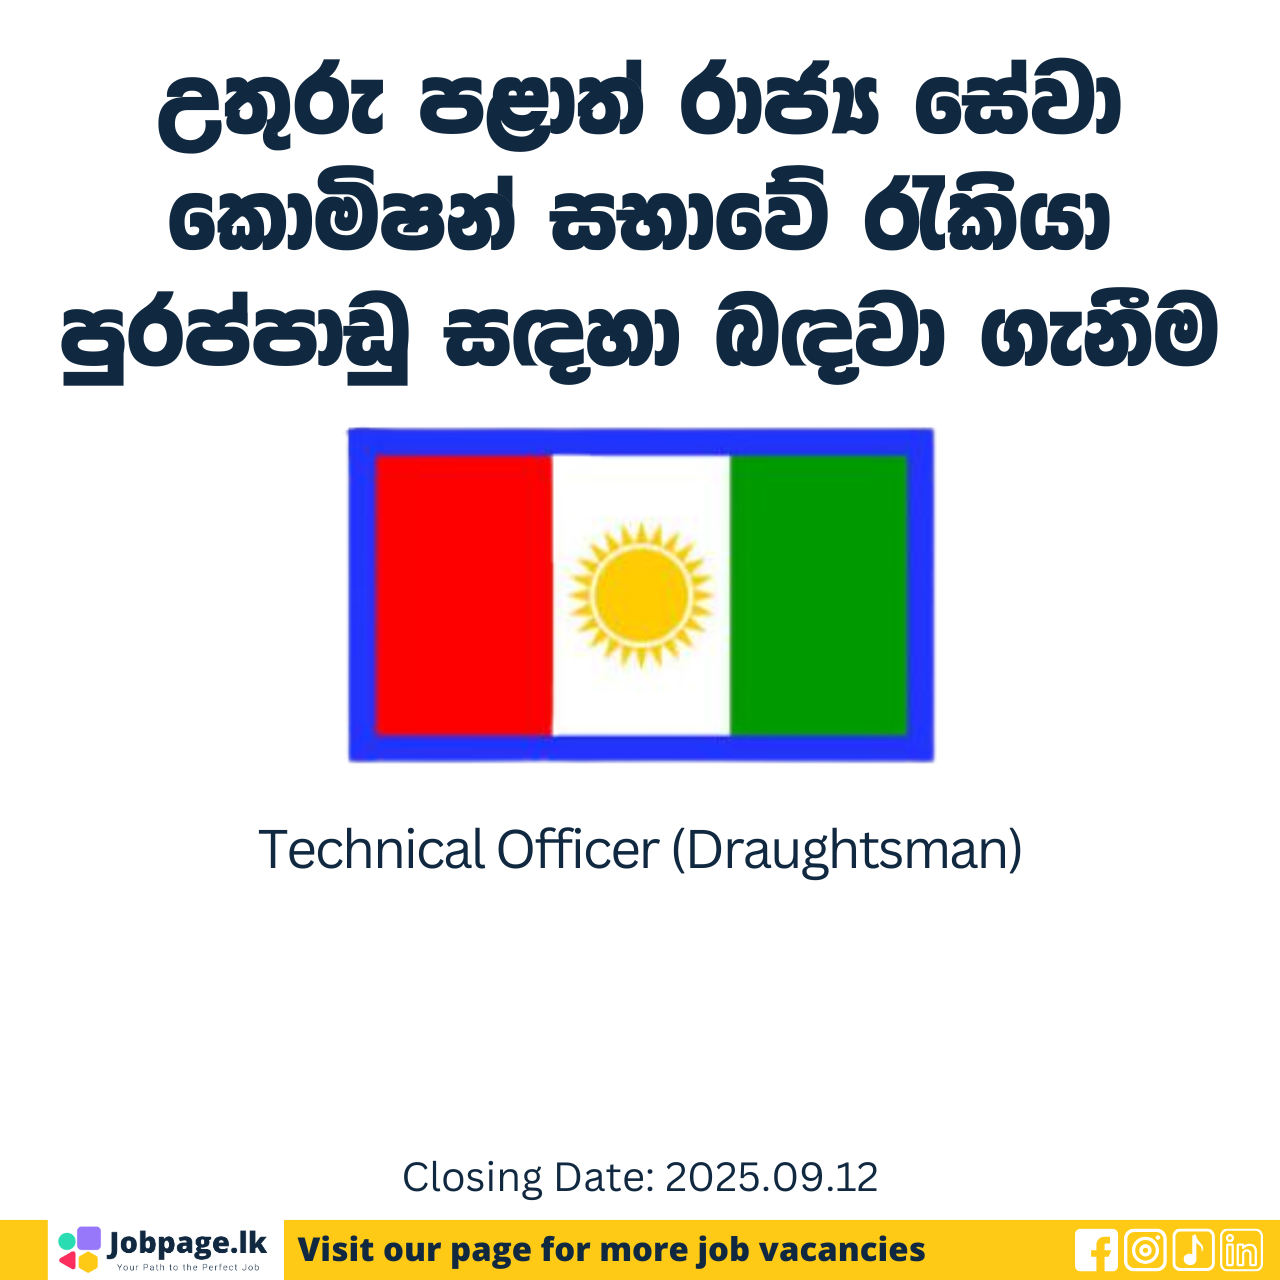 උතුරු පළාත් රාජ්‍ය සේවා
කොමිෂන් සභාවේ රැකියා
පුරප්පාඩු සඳහා බඳවා ගැනීම
Technical Officer (Draughtsman)
Closing Date: 2025.09.12
Jobpage.lk
Your Path to the Perfect Job
Visit our page for more job vacancies